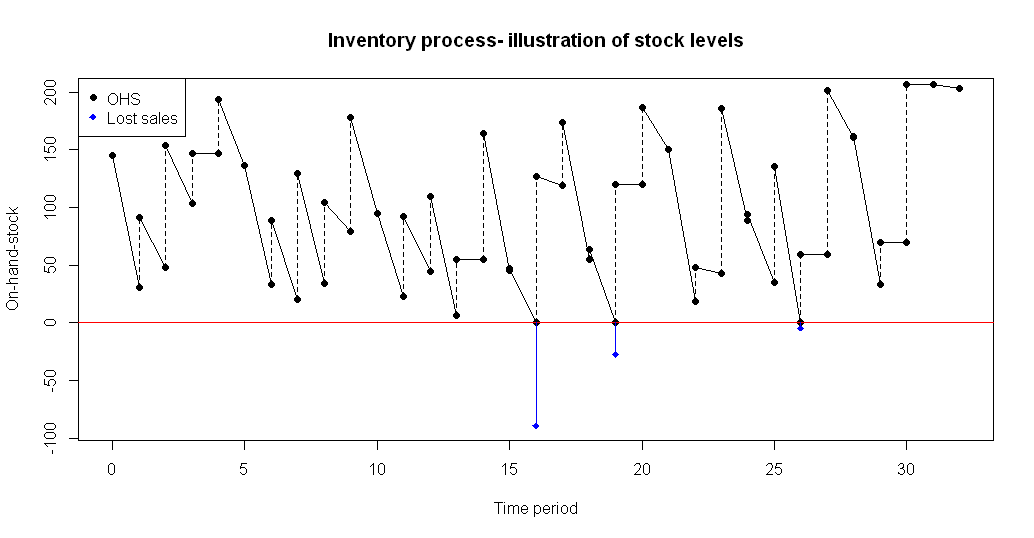 Inventory process- illustration of stock levels
OHS
Lost sales
On-hand-stock
200
150
100
50
0
-50
-100
0 5 10 15 20 25 30
Time period